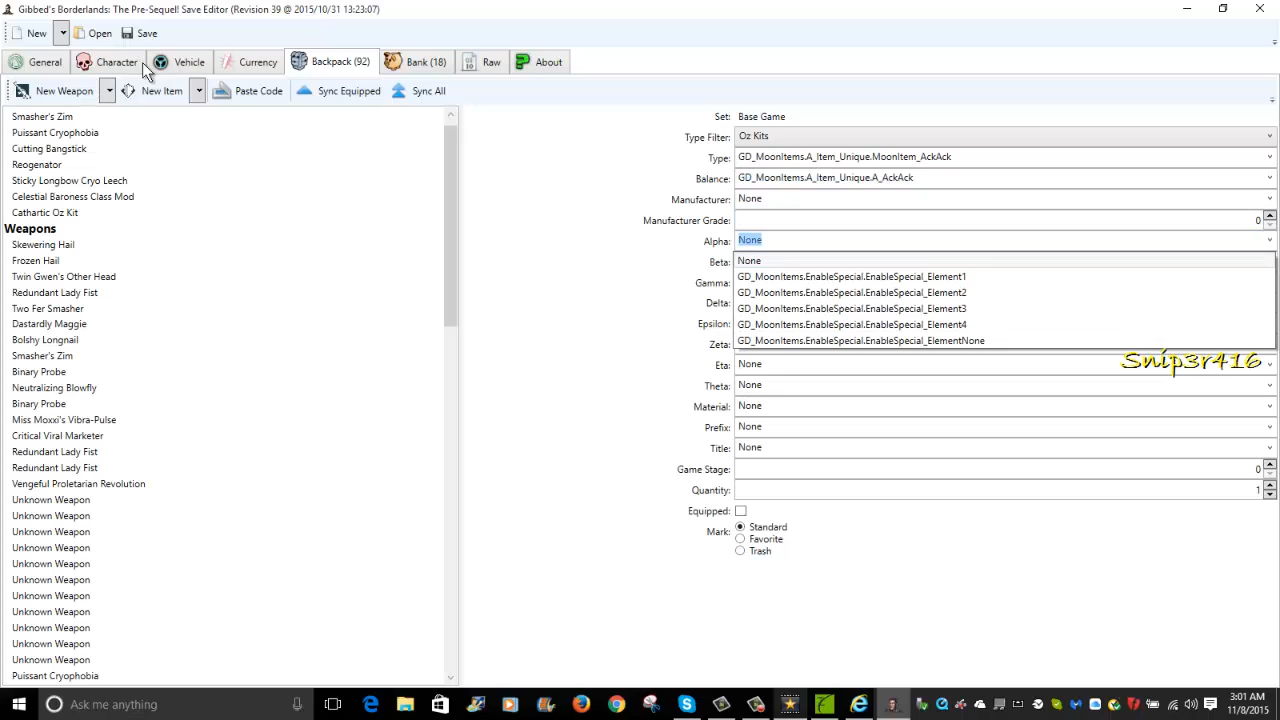 Gibbed's Borderlands: The Pre-Sequel! Save Editor (Revision 39 @ 2015/10/31 13:23:07)
New Open Save
General Character Vehicle Currency Backpack (92) Bank (18) Raw About
New Weapon New Item Paste Code Sync Equipped Sync All
Smasher's Zim
Puissant Cryophobia
Cutting Bangstick
Reogenator
Sticky Longbow Cryo Leech
Celestial Baroness Class Mod
Cathartic Oz Kit
Weapons
Skewering Hail
Frozen Hail
Twin Gwen's Other Head
Redundant Lady Fist
Two Fer Smasher
Dastardly Maggie
Bolshy Longnail
Smasher's Zim
Binary Probe
Neutralizing Blowfly
Binary Probe
Miss Moxxi's Vibra-Pulse
Critical Viral Marketer
Redundant Lady Fist
Redundant Lady Fist
Vengeful Proletarian Revolution
Unknown Weapon
Unknown Weapon
Unknown Weapon
Unknown Weapon
Unknown Weapon
Unknown Weapon
Unknown Weapon
Unknown Weapon
Unknown Weapon
Unknown Weapon
Unknown Weapon
Puissant Cryophobia
Set: Base Game
Type Filter: Oz Kits
Type: GD_MoonItems.A_Item_Unique.MoonItem_AckAck
Balance: GD_MoonItems.A_Item_Unique.A_AckAck
Manufacturer: None
Manufacturer Grade: 0
Alpha: None
Beta: None
GD_MoonItems.EnableSpecial.EnableSpecial_Element1
Gamma: GD_MoonItems.EnableSpecial.EnableSpecial_Element2
Delta: GD_MoonItems.EnableSpecial.EnableSpecial_Element3
Epsilon: GD_MoonItems.EnableSpecial.EnableSpecial_Element4
Zeta: GD_MoonItems.EnableSpecial.EnableSpecial_ElementNone
Snip3r416
Eta: None
Theta: None
Material: None
Prefix: None
Title: None
Game Stage: 0
Quantity: 1
Equipped:
Mark: Standard
Favorite
Trash
Ask me anything
3:01 AM
11/8/2015